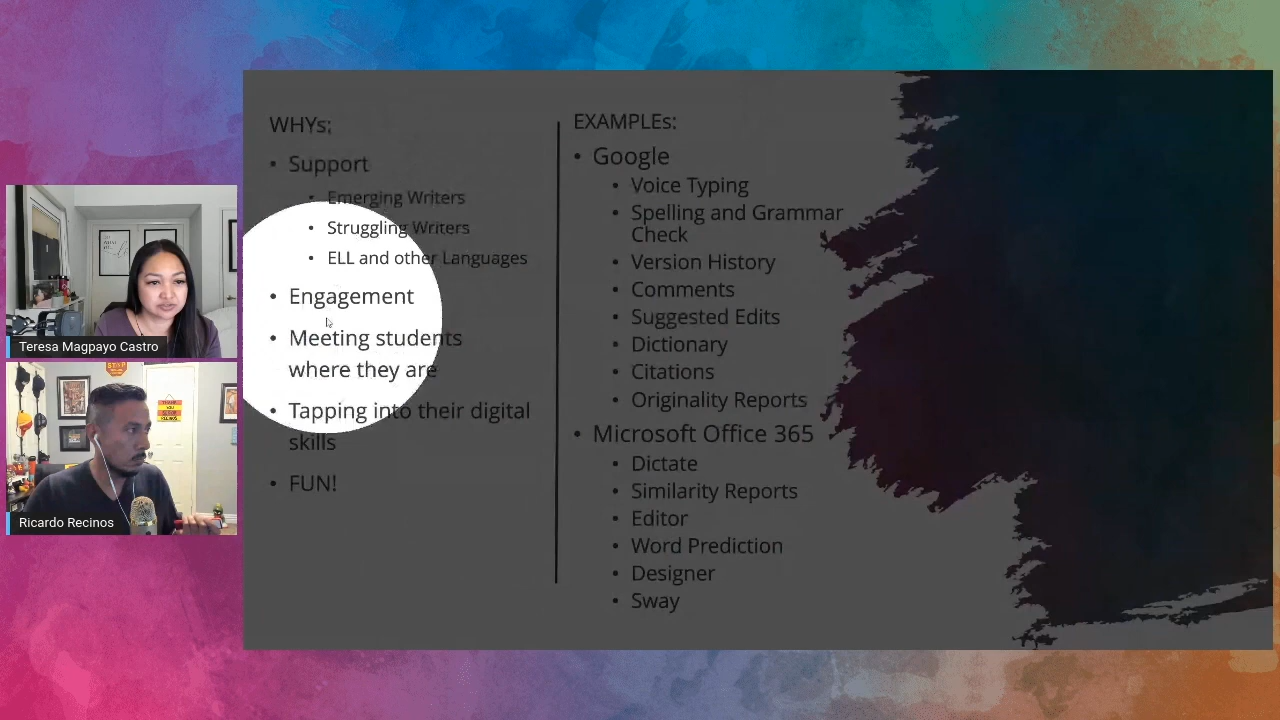 WHYs:
• Support
• Emerging Writers
• Struggling Writers
• ELL and other Languages
• Engagement
• Meeting students
where they are
• Tapping into their digital
skills
• FUN!
EXAMPLEs:
• Google
• Voice Typing
• Spelling and Grammar
Check
• Version History
• Comments
• Suggested Edits
• Dictionary
• Citations
• Originality Reports
• Microsoft Office 365
• Dictate
• Similarity Reports
• Editor
• Word Prediction
• Designer
• Sway
Teresa Magpayo Castro
Ricardo Recinos